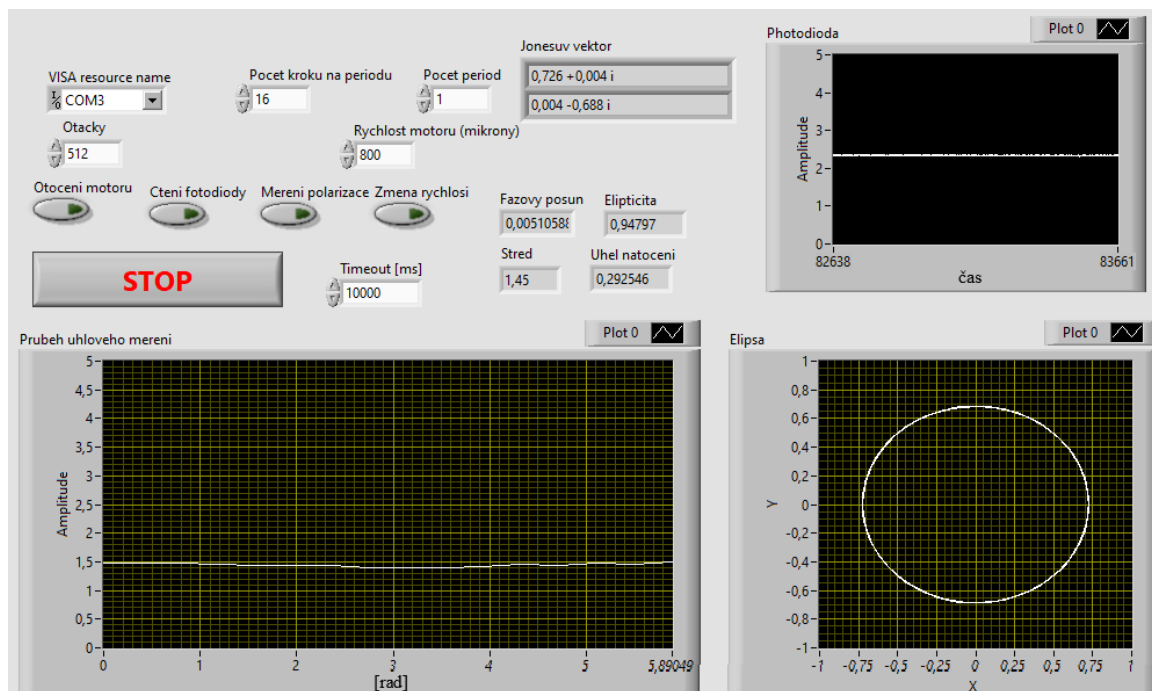 Jonesuv vektor
0,726 +0,004 i
0,004 -0,688 i
VISA resource name
COM3
Pocet kroku na periodu
16
Pocet period
1
Otacky
512
Rychlost motoru (mikrony)
800
Otoceni motoru
Cteni fotodiody
Mereni polarizace
Zmena rychlosi
Fazovy posun
0,0051058
Elipticita
0,94797
STOP
Timeout [ms]
10000
Stred
1,45
Uhel natoceni
0,292546
Photodioda
Plot 0
Amplitude
5
4
3
2
1
0
82638
83661
čas
Prubeh uhloveho mereni
Plot 0
Amplitude
5
4,5
4
3,5
3
2,5
2
1,5
1
0,5
0
0
1
2
3
4
5
5,89049
[rad]
Elipsa
Plot 0
Y
1
0,8
0,6
0,4
0,2
0
-0,2
-0,4
-0,6
-0,8
-1
-1
-0,75
-0,5
-0,25
0
0,25
0,5
0,75
1
X